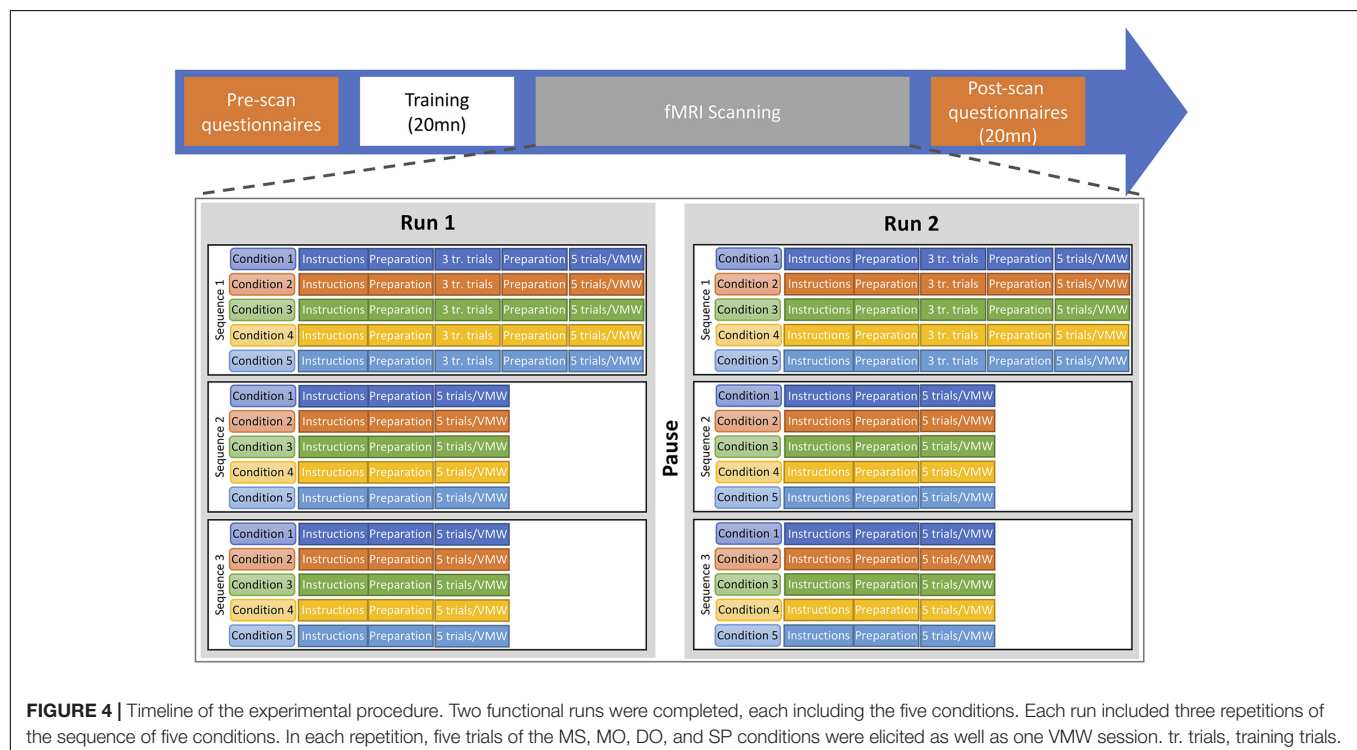 Pre-scan
questionnaires
Training
(20mn)
fMRI Scanning
Post-scan
questionnaires
(20mn)
Run 1
Sequence 1
Condition 1 Instructions Preparation 3 tr. trials Preparation 5 trials/VMW
Condition 2 Instructions Preparation 3 tr. trials Preparation 5 trials/VMW
Condition 3 Instructions Preparation 3 tr. trials Preparation 5 trials/VMW
Condition 4 Instructions Preparation 3 tr. trials Preparation 5 trials/VMW
Condition 5 Instructions Preparation 3 tr. trials Preparation 5 trials/VMW
Sequence 2
Condition 1 Instructions Preparation 5 trials/VMW
Condition 2 Instructions Preparation 5 trials/VMW
Condition 3 Instructions Preparation 5 trials/VMW
Condition 4 Instructions Preparation 5 trials/VMW
Condition 5 Instructions Preparation 5 trials/VMW
Sequence 3
Condition 1 Instructions Preparation 5 trials/VMW
Condition 2 Instructions Preparation 5 trials/VMW
Condition 3 Instructions Preparation 5 trials/VMW
Condition 4 Instructions Preparation 5 trials/VMW
Condition 5 Instructions Preparation 5 trials/VMW
Pause
Run 2
Sequence 1
Condition 1 Instructions Preparation 3 tr. trials Preparation 5 trials/VMW
Condition 2 Instructions Preparation 3 tr. trials Preparation 5 trials/VMW
Condition 3 Instructions Preparation 3 tr. trials Preparation 5 trials/VMW
Condition 4 Instructions Preparation 3 tr. trials Preparation 5 trials/VMW
Condition 5 Instructions Preparation 3 tr. trials Preparation 5 trials/VMW
Sequence 2
Condition 1 Instructions Preparation 5 trials/VMW
Condition 2 Instructions Preparation 5 trials/VMW
Condition 3 Instructions Preparation 5 trials/VMW
Condition 4 Instructions Preparation 5 trials/VMW
Condition 5 Instructions Preparation 5 trials/VMW
Sequence 3
Condition 1 Instructions Preparation 5 trials/VMW
Condition 2 Instructions Preparation 5 trials/VMW
Condition 3 Instructions Preparation 5 trials/VMW
Condition 4 Instructions Preparation 5 trials/VMW
Condition 5 Instructions Preparation 5 trials/VMW
FIGURE 4 | Timeline of the experimental procedure. Two functional runs were completed, each including the five conditions. Each run included three repetitions of
the sequence of five conditions. In each repetition, five trials of the MS, MO, DO, and SP conditions were elicited as well as one VMW session. tr. trials, training trials.